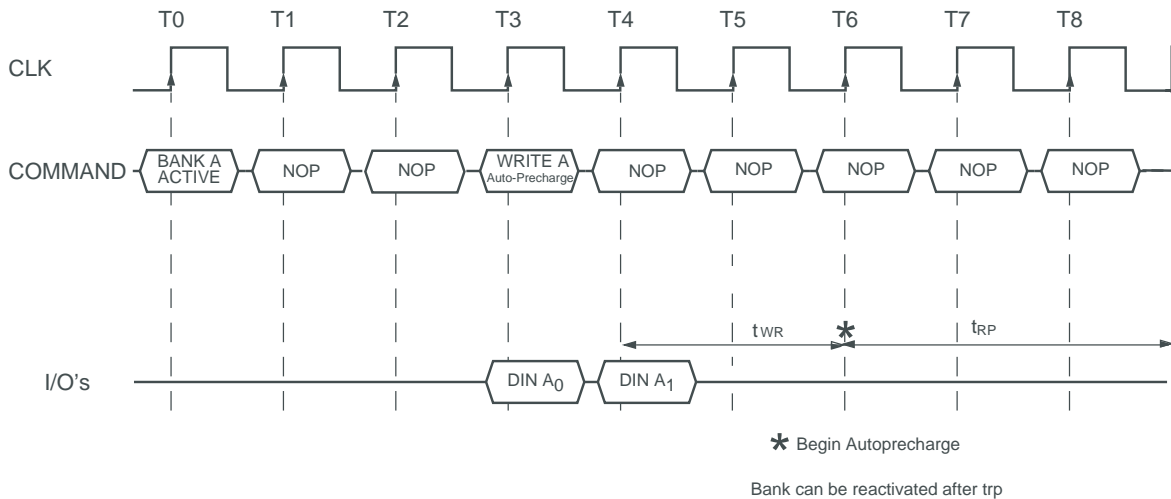 T0 T1 T2 T3 T4 T5 T6 T7 T8
CLK
COMMAND
BANK A
ACTIVE
NOP
NOP
WRITE A
Auto-Precharge
NOP
NOP
NOP
NOP
NOP
tWR
*
tRP
I/O's
DIN A0
DIN A1
* Begin Autoprecharge
Bank can be reactivated after trp